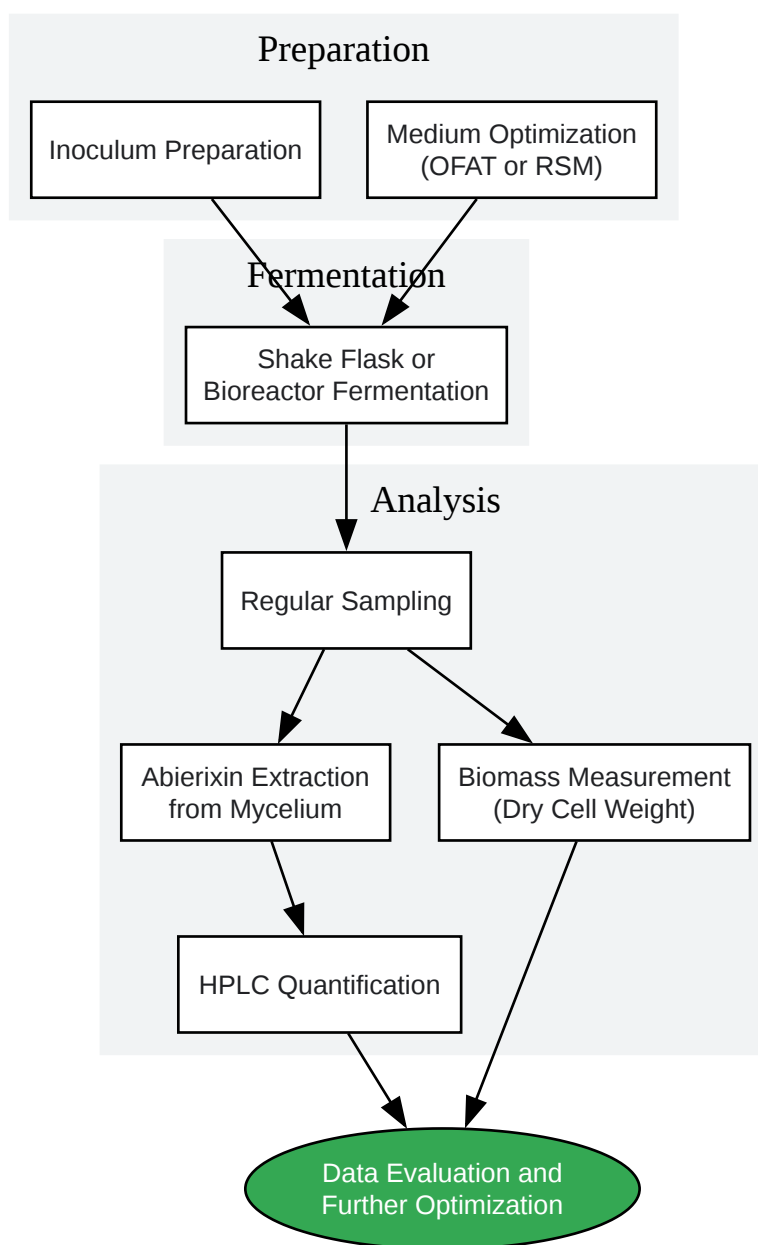 Preparation
Inoculum Preparation
Medium Optimization
(OFAT or RSM)
Fermentation
Shake Flask or
Bioreactor Fermentation
Analysis
Regular Sampling
Abierixin Extraction
from Mycelium
Biomass Measurement
(Dry Cell Weight)
HPLC Quantification
Data Evaluation and
Further Optimization